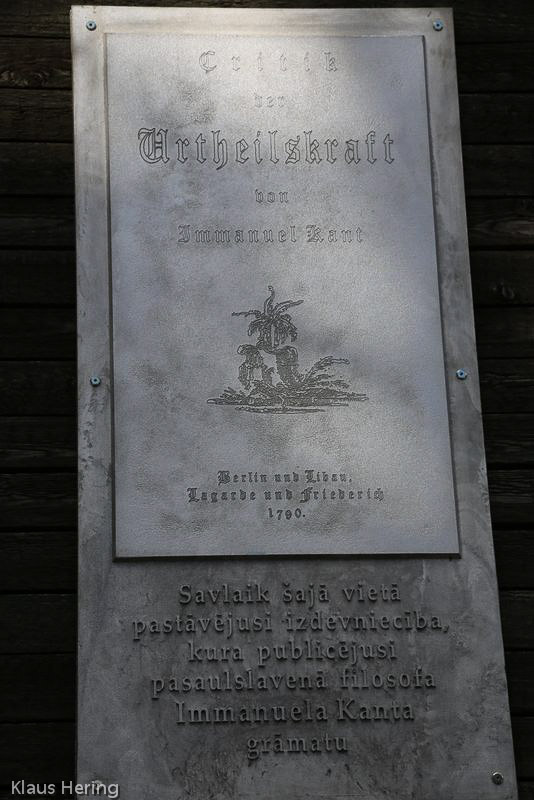 Critik
der
Urtheilskraft
von
Immanuel Kant
Berlin und Libau,
Lagarde und Friederich
1790.
Savlaik šajā vietā
pastāvējusi izdevniecība,
kura publicējusi
pasaulslavenā filosofa
Immanuela Kanta
grāmatu
Klaus Hering